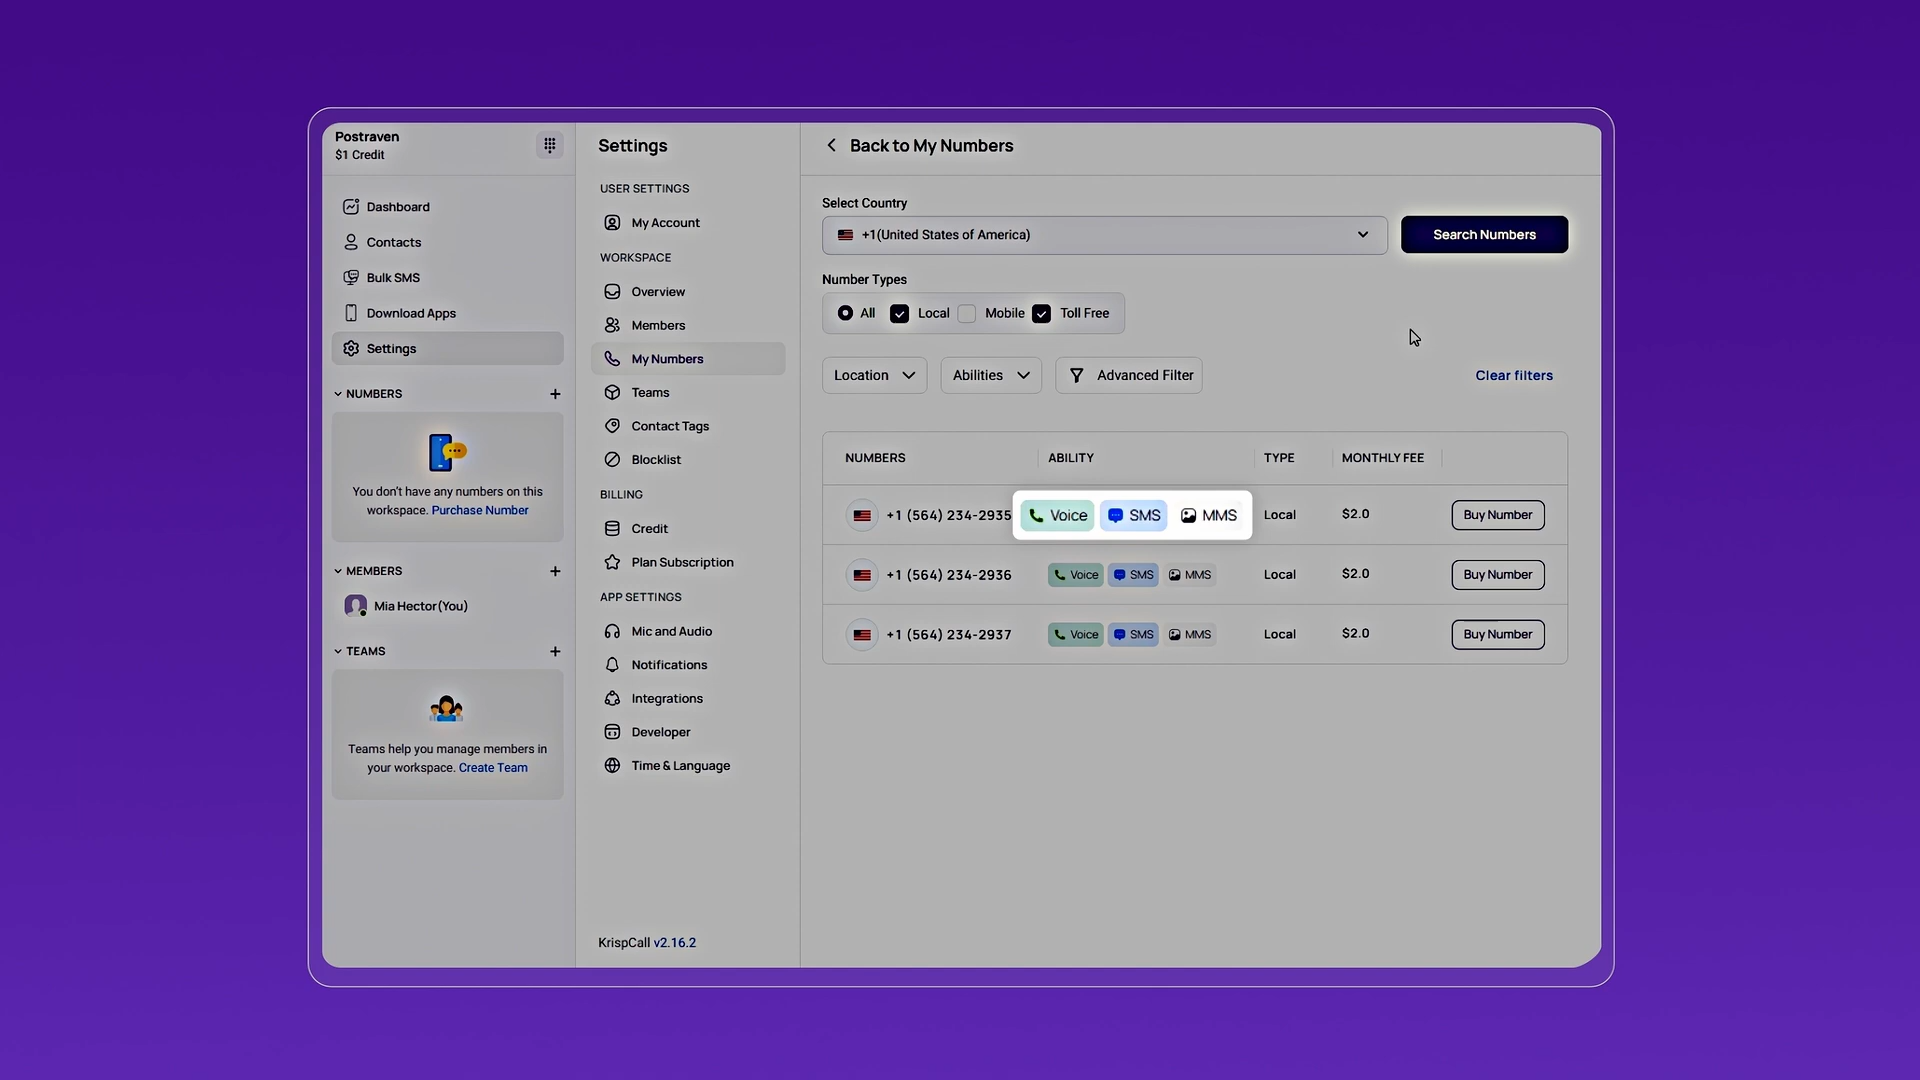 Postraven
$1 Credit
Dashboard
Contacts
Bulk SMS
Download Apps
Settings
NUMBERS
You don't have any numbers on this
workspace. Purchase Number
MEMBERS
Mia Hector(You)
TEAMS
Teams help you manage members in
your workspace. Create Team
Settings
USER SETTINGS
My Account
WORKSPACE
Overview
Members
My Numbers
Teams
Contact Tags
Blocklist
BILLING
Credit
Plan Subscription
APP SETTINGS
Mic and Audio
Notifications
Integrations
Developer
Time & Language
KrispCall v2.16.2
Back to My Numbers
Select Country
+1(United States of America)
Search Numbers
Number Types
All Local Mobile Toll Free
Location Abilities Advanced Filter Clear filters
NUMBERS ABILITY TYPE MONTHLY FEE
+1 (564) 234-2935 Voice SMS MMS Local $2.0 Buy Number
+1 (564) 234-2936 Voice SMS MMS Local $2.0 Buy Number
+1 (564) 234-2937 Voice SMS MMS Local $2.0 Buy Number